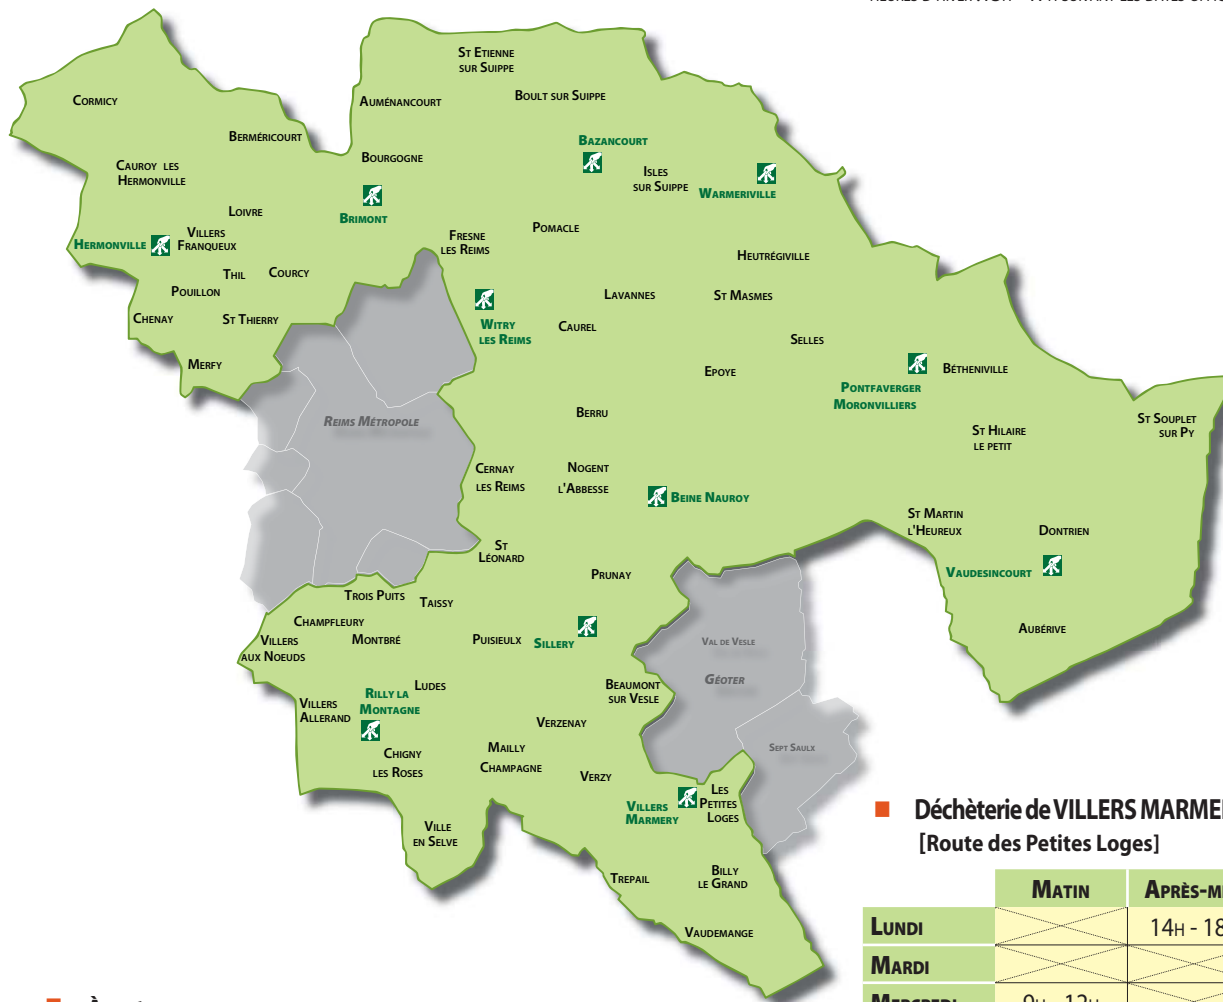 St Etienne
sur Suippe
Cormicy
Auménancourt
Boult sur Suippe
Berméricourt
Bazancourt
Bourgogne
Cauroy les
Hermonville
Isles
sur Suippe
Warmeriville
Loivre
Brimont
Villers
Franqueux
Hermonville
Pomacle
Fresne
les Reims
Heutrégiville
Thil
Courcy
Pouillon
Lavannes
St Masmes
Chenay
St Thierry
Witry
les Reims
Caurel
Selles
Merfy
Epoye
Bétheniville
Pontfaverger
Moronvilliers
Reims Métropole
Berru
St Souplet
sur Py
St Hilaire
le petit
Cernay
les Reims
Nogent
l'Abbesse
Beine Nauroy
St Martin
l'Heureux
Dontrien
St
Léonard
Vaudesincourt
Prunay
Trois Puits
Taissy
Champfleury
Aubérive
Villers
aux Noeuds
Montbré
Puisieulx
Sillery
Val de Vesle
Géoter
Ludes
Beaumont
sur Vesle
Rilly la
Montagne
Villers
Allerand
Verzenay
Chigny
les Roses
Mailly
Champagne
Sept Saulx
Verzy
Les
Petites
Loges
Villers
Marmery
Ville
en Selve
Trepail
Billy
le Grand
Vaudemange
Déchèterie de VILLERS MARME
[Route des Petites Loges]
Matin Après-m
Lundi 14h - 18
Mardi
Mercredi 9h - 12h